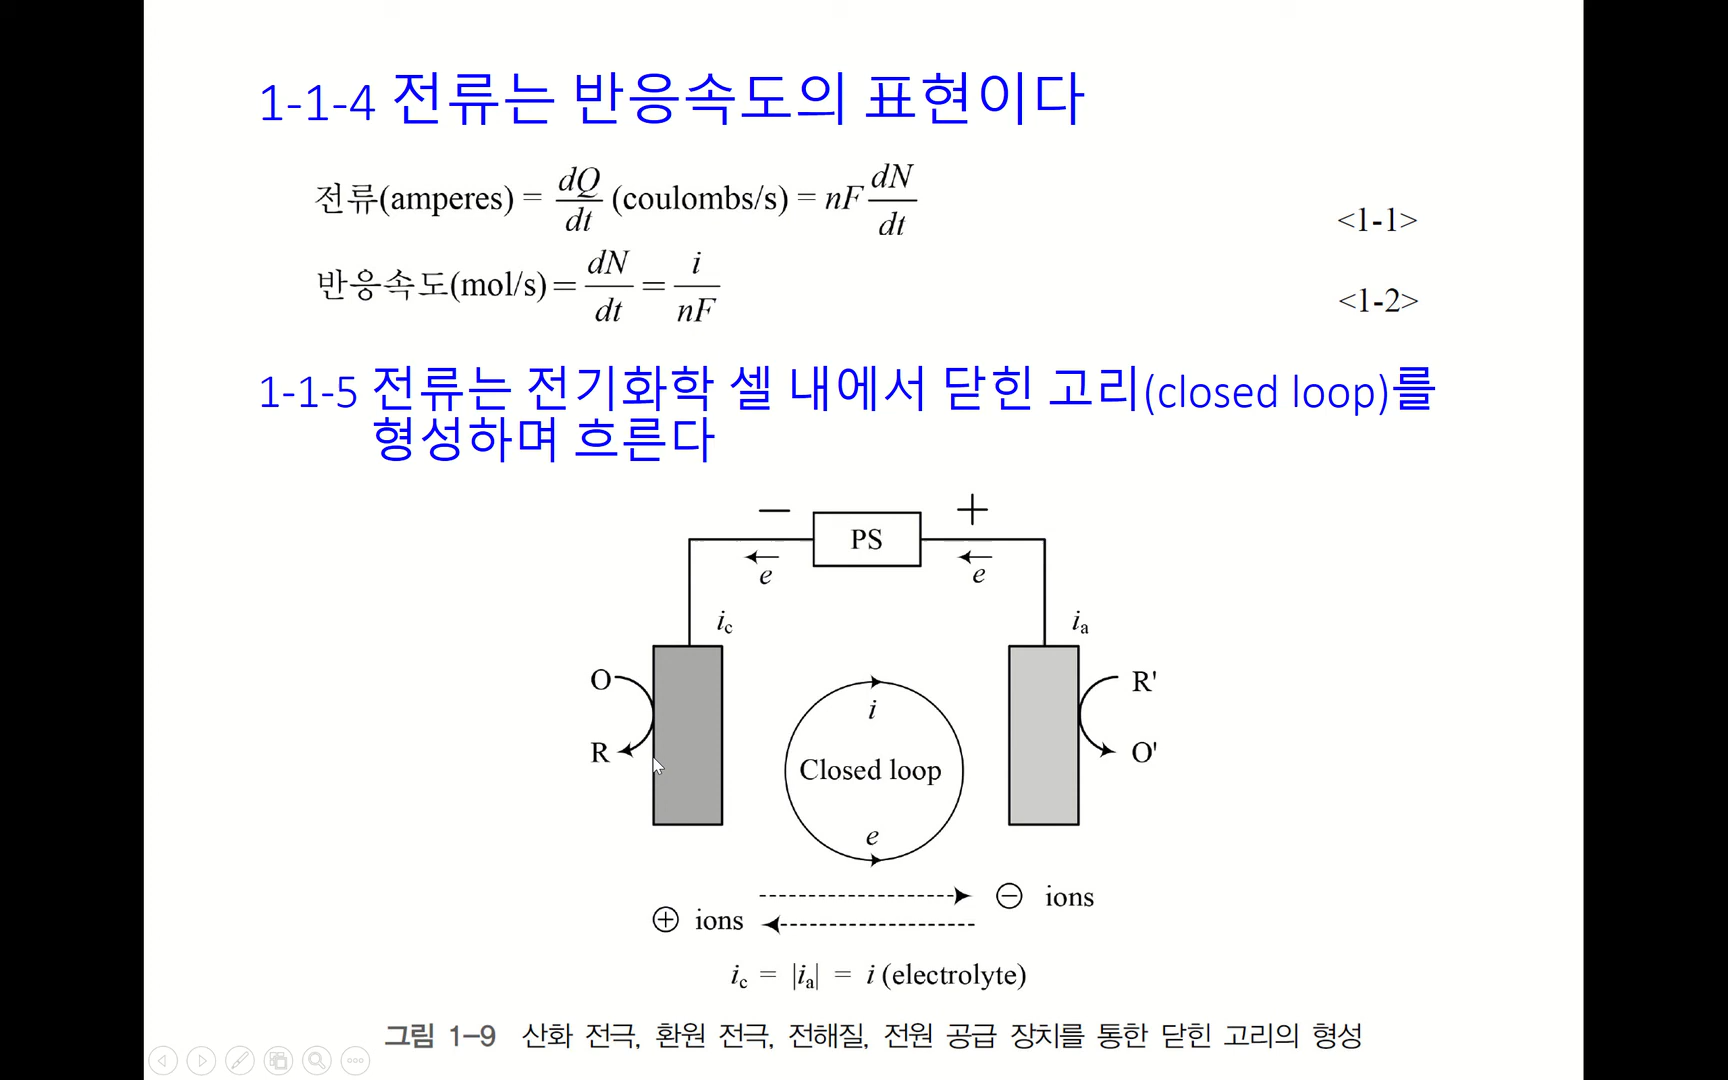 1-1-4 전류는 반응속도의 표현이다
전류(amperes) = dQ/dt (coulombs/s) = nF dN/dt <1-1>
반응속도(mol/s) = dN/dt = i/nF <1-2>
1-1-5 전류는 전기화학 셀 내에서 닫힌 고리(closed loop)를
형성하며 흐른다
− PS +
e e
i_c i_a
O R'
i
Closed loop
R O'
e
⊖ ions
⊕ ions
i_c = |i_a| = i (electrolyte)
그림 1-9 산화 전극, 환원 전극, 전해질, 전원 공급 장치를 통한 닫힌 고리의 형성